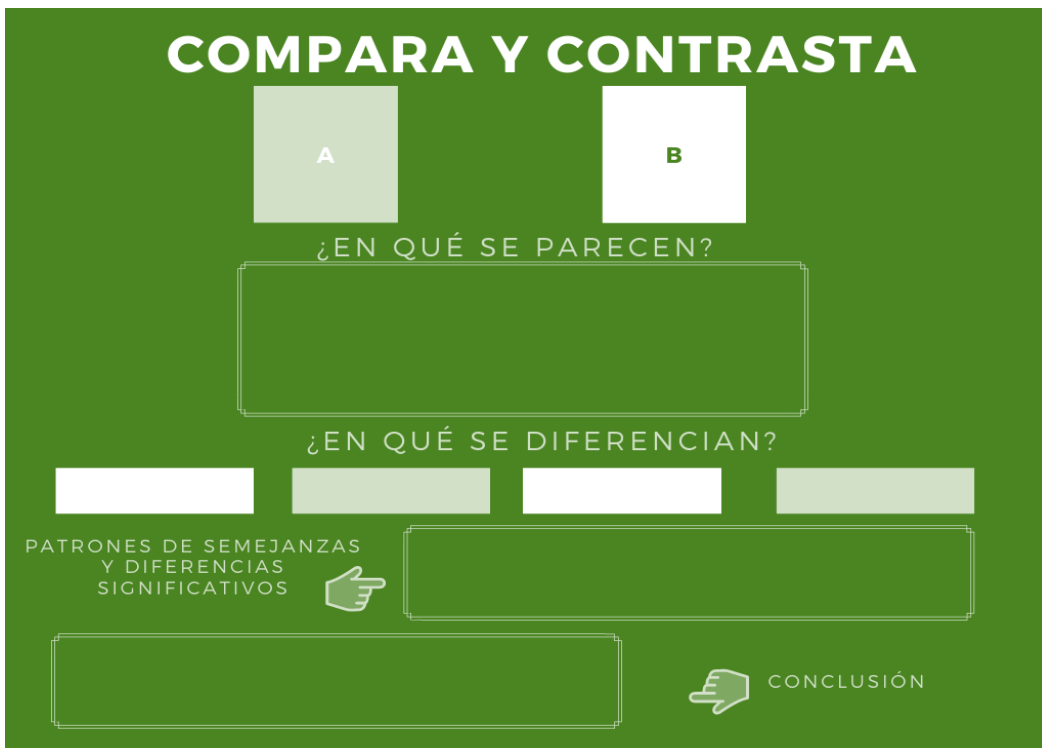 COMPARA Y CONTRASTA
A
B
¿EN QUÉ SE PARECEN?
¿EN QUÉ SE DIFERENCIAN?
PATRONES DE SEMEJANZAS
Y DIFERENCIAS
SIGNIFICATIVOS
CONCLUSIÓN